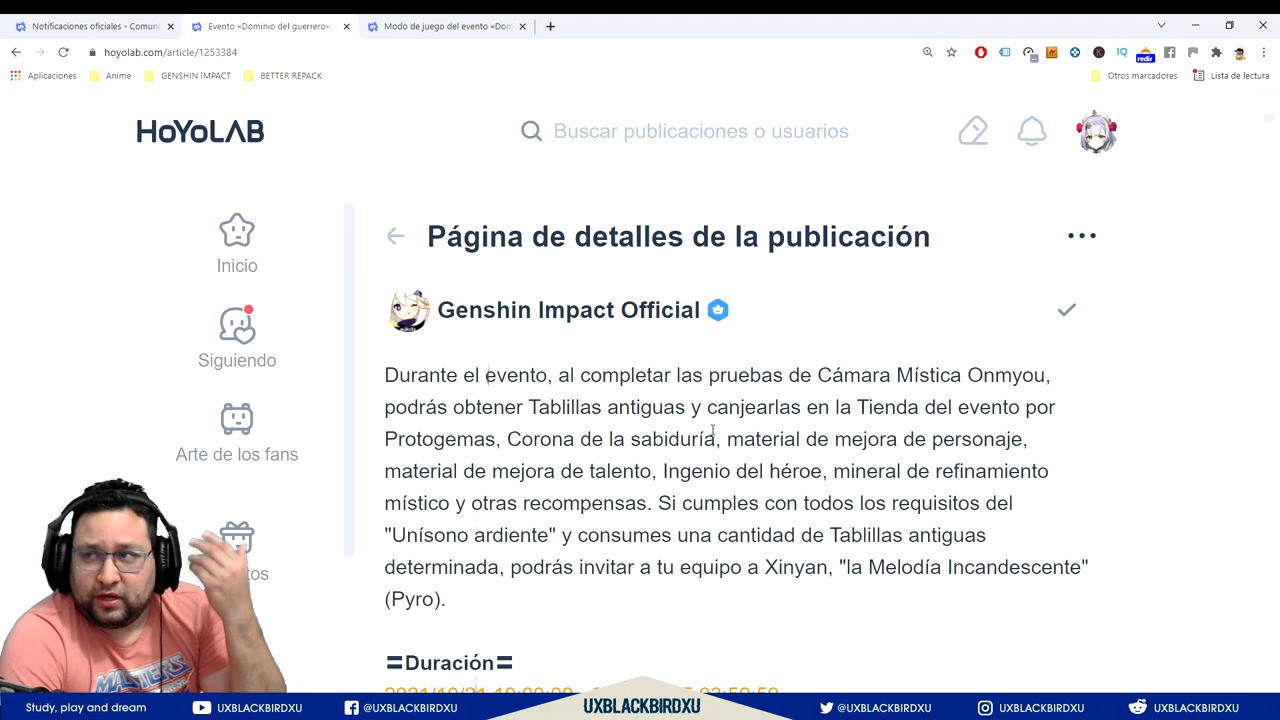 Notificaciones oficiales - Comuni
Evento «Dominio del guerrero»:
Modo de juego del evento «Dom
hoyolab.com/article/1253384
Aplicaciones
Anime
GENSHIN IMPACT
BETTER REPACK
Otros marcadores
Lista de lectura
HoYoLAB
Buscar publicaciones o usuarios
Inicio
Siguiendo
Arte de los fans
Página de detalles de la publicación
Genshin Impact Official
Durante el evento, al completar las pruebas de Cámara Mística Onmyou,
podrás obtener Tablillas antiguas y canjearlas en la Tienda del evento por
Protogemas, Corona de la sabiduría, material de mejora de personaje,
material de mejora de talento, Ingenio del héroe, mineral de refinamiento
místico y otras recompensas. Si cumples con todos los requisitos del
"Unísono ardiente" y consumes una cantidad de Tablillas antiguas
determinada, podrás invitar a tu equipo a Xinyan, "la Melodía Incandescente"
(Pyro).
〓Duración〓
Study, play and dream
UXBLACKBIRDXU
@UXBLACKBIRDXU
UXBLACKBIRDXU
@UXBLACKBIRDXU
UXBLACKBIRDXU
UXBLACKBIRDXU